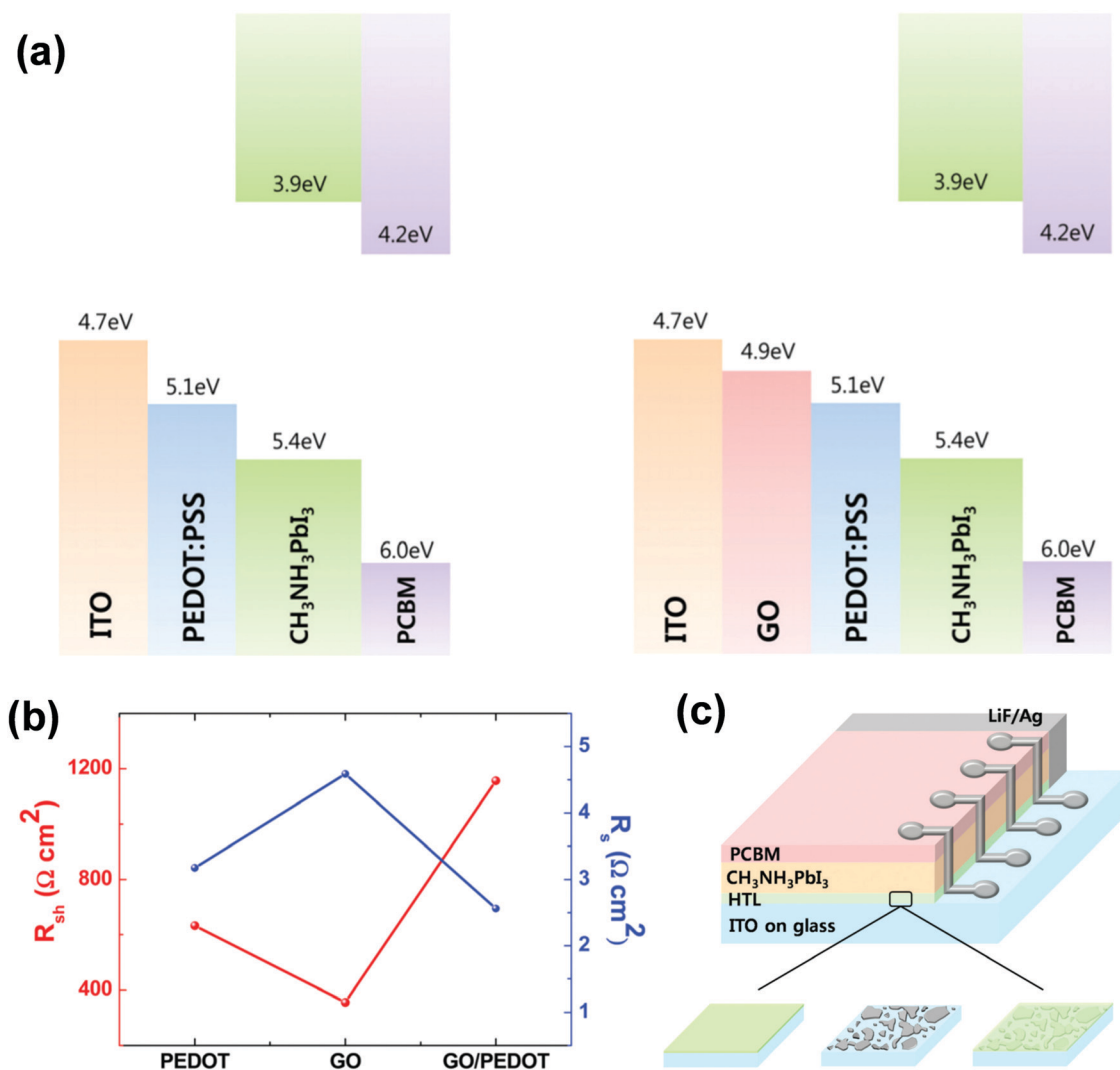 (a)
3.9eV
4.2eV
4.7eV
5.1eV
5.4eV
6.0eV
ITO
PEDOT:PSS
CH₃NH₃PbI₃
PCBM
3.9eV
4.2eV
4.7eV
4.9eV
5.1eV
5.4eV
6.0eV
ITO
GO
PEDOT:PSS
CH₃NH₃PbI₃
PCBM
(b)
1200
800
400
R_sh (Ω cm²)
5
4
3
2
1
R_s (Ω cm²)
PEDOT
GO
GO/PEDOT
(c)
LiF/Ag
PCBM
CH₃NH₃PbI₃
HTL
ITO on glass